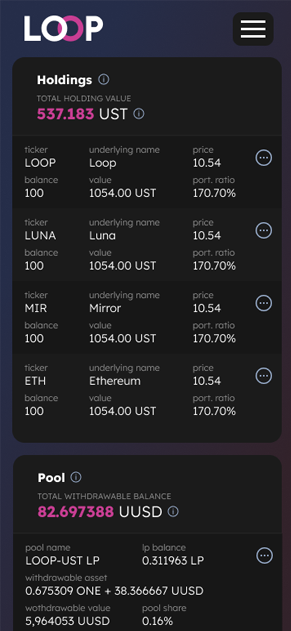 LOOP
Holdings
TOTAL HOLDING VALUE
537.183 UST
ticker underlying name price
LOOP Loop 10.54
balance value port. ratio
100 1054.00 UST 170.70%
ticker underlying name price
LUNA Luna 10.54
balance value port. ratio
100 1054.00 UST 170.70%
ticker underlying name price
MIR Mirror 10.54
balance value port. ratio
100 1054.00 UST 170.70%
ticker underlying name price
ETH Ethereum 10.54
balance value port. ratio
100 1054.00 UST 170.70%
Pool
TOTAL WITHDRAWABLE BALANCE
82.697388 UUSD
pool name lp balance
LOOP-UST LP 0.311963 LP
withdrawable asset
0.675309 ONE + 38.366667 UUSD
wothdrawable value pool share
5,964053 UUSD 0.16%